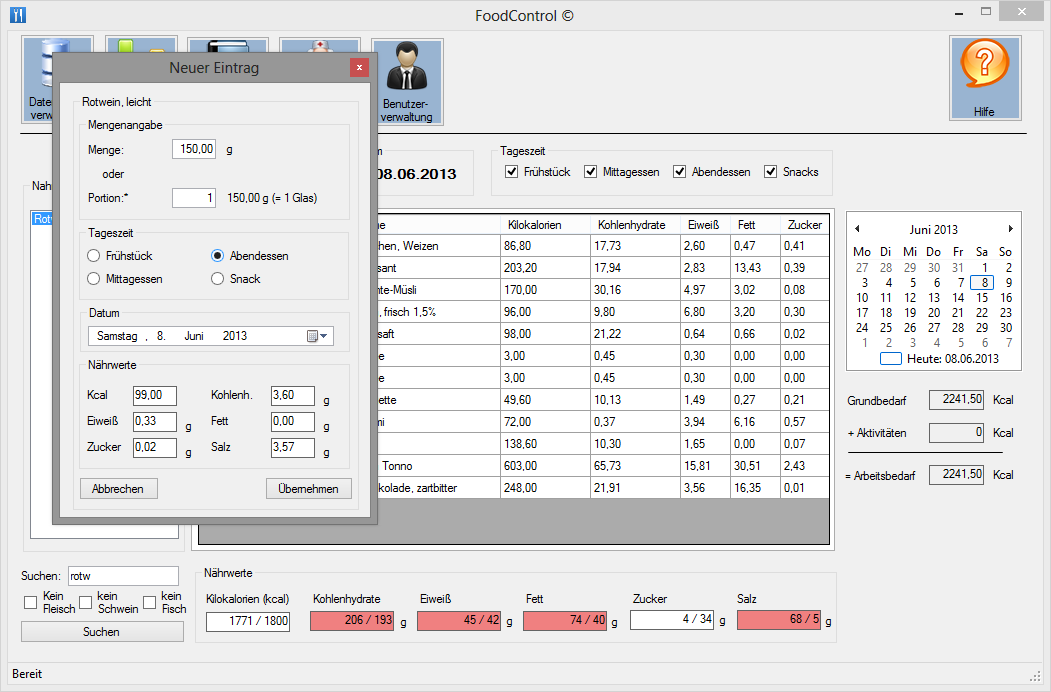 FoodControl ©
Benutzer-
verwaltung
Hilfe
Neuer Eintrag
Rotwein, leicht
Mengenangabe
Menge: 150,00 g
oder
Portion:* 1 150,00 g (= 1 Glas)
Tageszeit
Frühstück Abendessen
Mittagessen Snack
Datum
Samstag , 8. Juni 2013
Nährwerte
Kcal 99,00 Kohlenh. 3,60 g
Eiweiß 0,33 g Fett 0,00 g
Zucker 0,02 g Salz 3,57 g
Abbrechen Übernehmen
08.06.2013
Tageszeit
Frühstück Mittagessen Abendessen Snacks
Kilokalorien Kohlenhydrate Eiweiß Fett Zucker
chen, Weizen 86,80 17,73 2,60 0,47 0,41
sant 203,20 17,94 2,83 13,43 0,39
nte-Müsli 170,00 30,16 4,97 3,02 0,08
, frisch 1,5% 96,00 9,80 6,80 3,20 0,30
saft 98,00 21,22 0,64 0,66 0,02
e 3,00 0,45 0,30 0,00 0,00
e 3,00 0,45 0,30 0,00 0,00
ette 49,60 10,13 1,49 0,27 0,21
mi 72,00 0,37 3,94 6,16 0,57
138,60 10,30 1,65 0,00 0,07
Tonno 603,00 65,73 15,81 30,51 2,43
kolade, zartbitter 248,00 21,91 3,56 16,35 0,01
Juni 2013
Mo Di Mi Do Fr Sa So
27 28 29 30 31 1 2
3 4 5 6 7 8 9
10 11 12 13 14 15 16
17 18 19 20 21 22 23
24 25 26 27 28 29 30
1 2 3 4 5 6 7
Heute: 08.06.2013
Grundbedarf 2241,50 Kcal
+ Aktivitäten 0 Kcal
= Arbeitsbedarf 2241,50 Kcal
Suchen: rotw
Kein Fleisch
kein Schwein
kein Fisch
Suchen
Nährwerte
Kilokalorien (kcal) Kohlenhydrate Eiweiß Fett Zucker Salz
1771 / 1800 206 / 193 g 45 / 42 g 74 / 40 g 4 / 34 g 68 / 5 g
Bereit